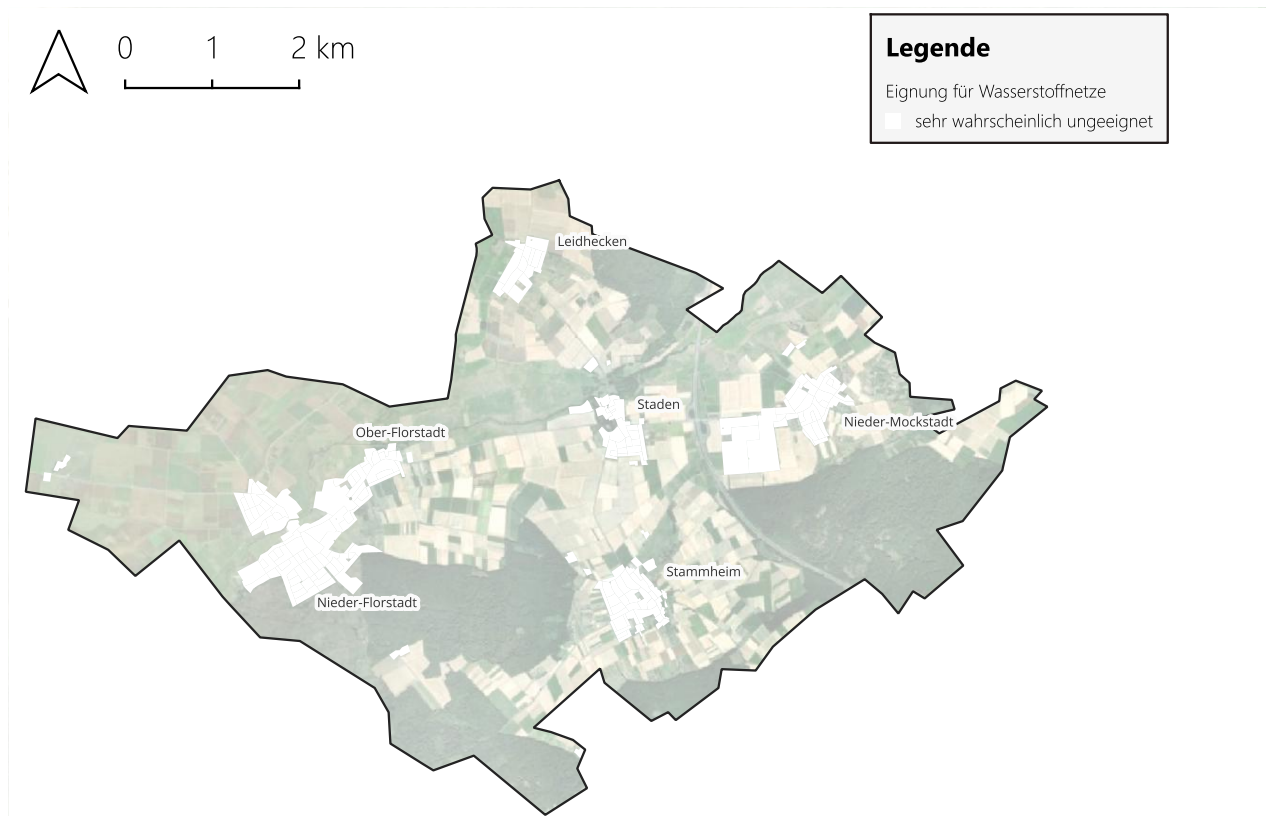 0 1 2 km
Legende
Eignung für Wasserstoffnetze
sehr wahrscheinlich ungeeignet
Leidhecken
Staden
Nieder-Mockstadt
Ober-Florstadt
Stammheim
Nieder-Florstadt